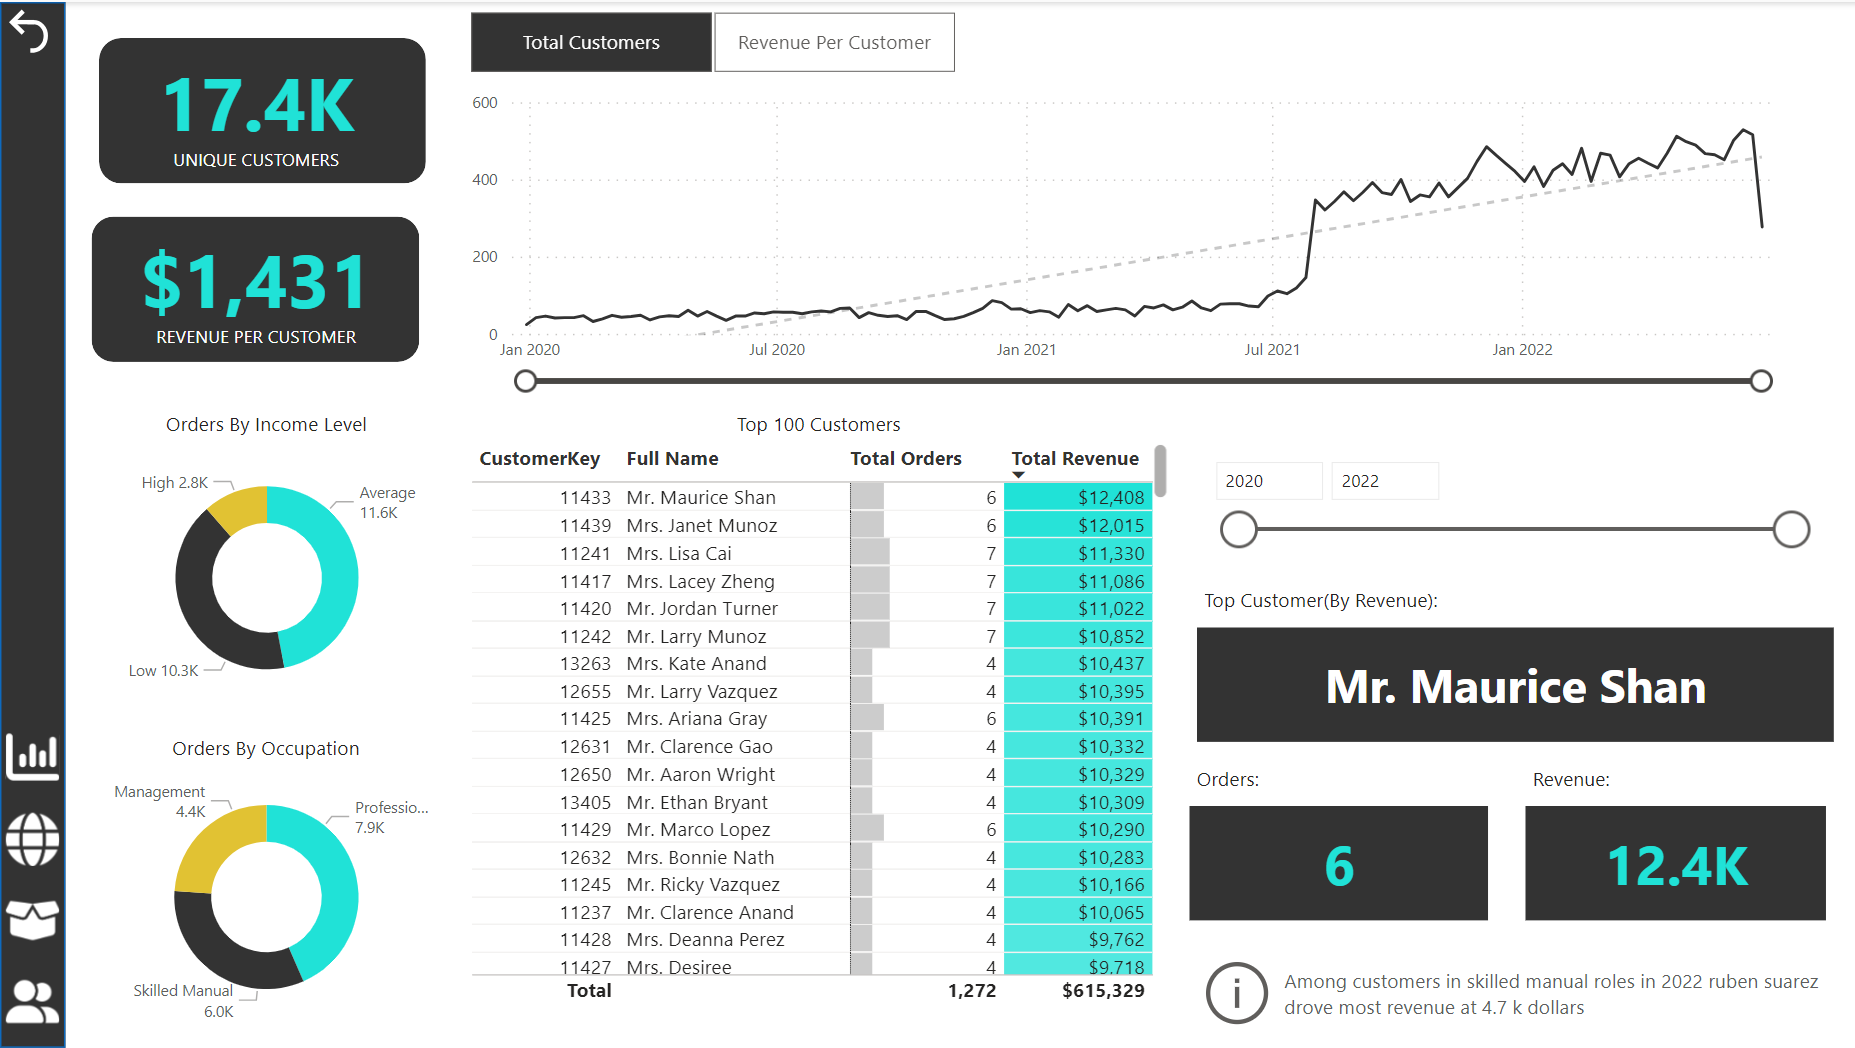 17.4K
UNIQUE CUSTOMERS
$1,431
REVENUE PER CUSTOMER
Total Customers
Revenue Per Customer
600
400
200
0
Jan 2020
Jul 2020
Jan 2021
Jul 2021
Jan 2022
Orders By Income Level
High 2.8K
Average
11.6K
Low 10.3K
Orders By Occupation
Management
4.4K
Professio...
7.9K
Skilled Manual
6.0K
Top 100 Customers
CustomerKey Full Name Total Orders Total Revenue
11433 Mr. Maurice Shan 6 $12,408
11439 Mrs. Janet Munoz 6 $12,015
11241 Mrs. Lisa Cai 7 $11,330
11417 Mrs. Lacey Zheng 7 $11,086
11420 Mr. Jordan Turner 7 $11,022
11242 Mr. Larry Munoz 7 $10,852
13263 Mrs. Kate Anand 4 $10,437
12655 Mr. Larry Vazquez 4 $10,395
11425 Mrs. Ariana Gray 6 $10,391
12631 Mr. Clarence Gao 4 $10,332
12650 Mr. Aaron Wright 4 $10,329
13405 Mr. Ethan Bryant 4 $10,309
11429 Mr. Marco Lopez 6 $10,290
12632 Mrs. Bonnie Nath 4 $10,283
11245 Mr. Ricky Vazquez 4 $10,166
11237 Mr. Clarence Anand 4 $10,065
11428 Mrs. Deanna Perez 4 $9,762
11427 Mrs. Desiree 4 $9,718
Total 1,272 $615,329
2020
2022
Top Customer(By Revenue):
Mr. Maurice Shan
Orders:
6
Revenue:
12.4K
i
Among customers in skilled manual roles in 2022 ruben suarez
drove most revenue at 4.7 k dollars